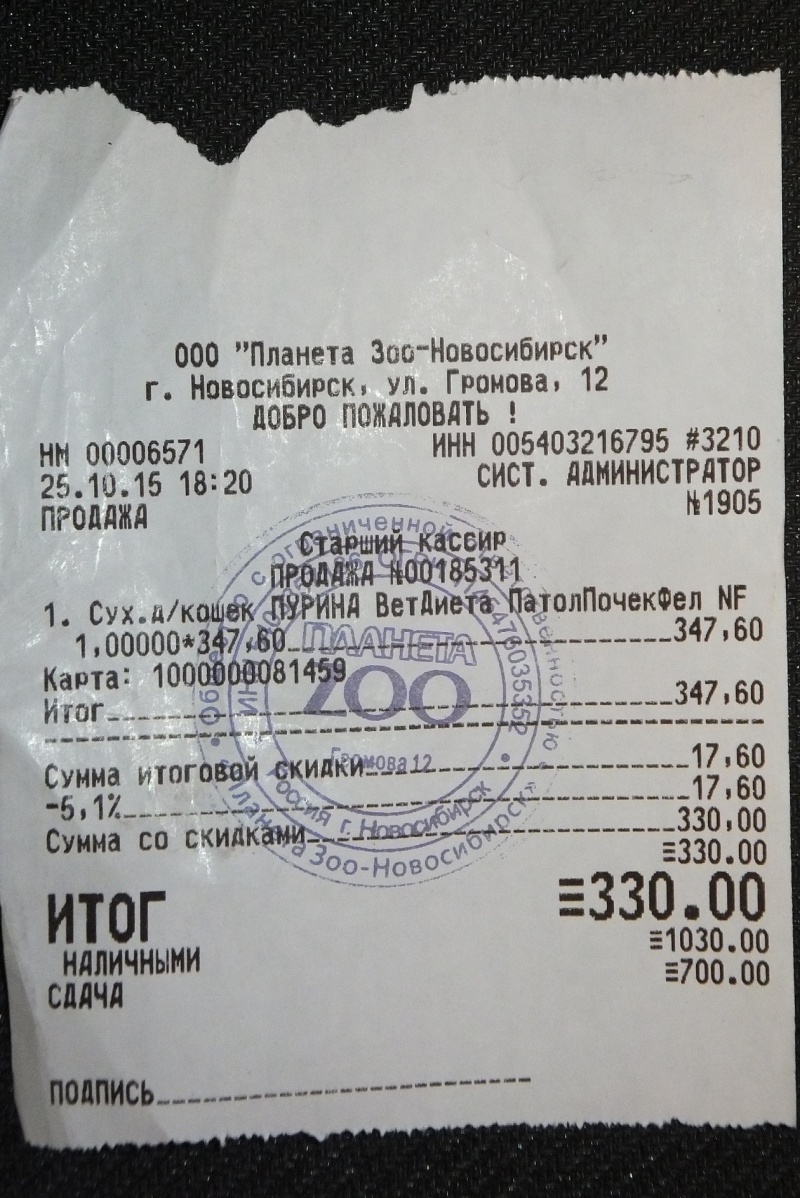 ООО "Планета Зоо-Новосибирск"
г. Новосибирск, ул. Громова, 12
ДОБРО ПОЖАЛОВАТЬ !
НМ 00006571 ИНН 005403216795 #3210
25.10.15 18:20 СИСТ. АДМИНИСТРАТОР
ПРОДАЖА №1905
Старший кассир
ПРОДАЖА №00185311
1. Сух.д/кошек ПУРИНА ВетДиета ПатолПочекФел NF
1,00000*347,60 347,60
Карта: 1000000081459
Итог 347,60
Сумма итоговой скидки 17,60
-5,1% 17,60
Сумма со скидками 330,00
≡330.00
ИТОГ ≡330.00
НАЛИЧНЫМИ ≡1030.00
СДАЧА ≡700.00
ПОДПИСЬ
ПЛАНЕТА
ZOO
Громова 12
Россия г. Новосибирск
Планета Зоо-Новосибирск»
с ограниченной